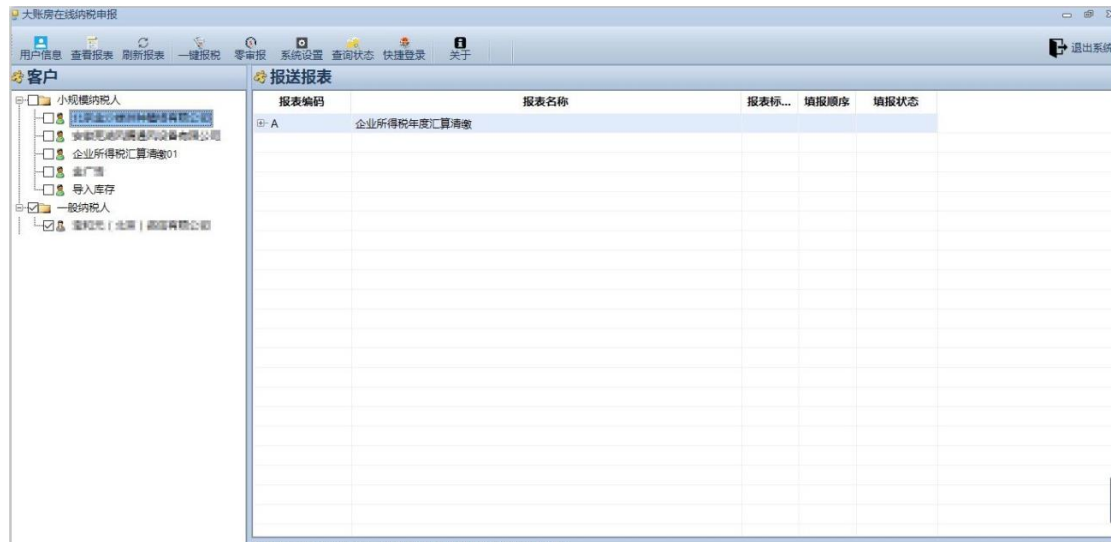 大账房在线纳税申报
用户信息 查看报表 刷新报表 一键报税 零审报 系统设置 查询状态 快捷登录 关于 退出系统
客户
小规模纳税人
企业所得税汇算清缴01
导入库存
一般纳税人
报送报表
报表编码 报表名称 报表标... 填报顺序 填报状态
A 企业所得税年度汇算清缴